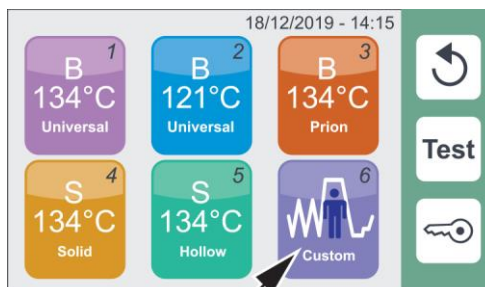 18/12/2019 - 14:15
1
B
134°C
Universal
2
B
121°C
Universal
3
B
134°C
Prion
4
S
134°C
Solid
5
S
134°C
Hollow
6
Custom
Test